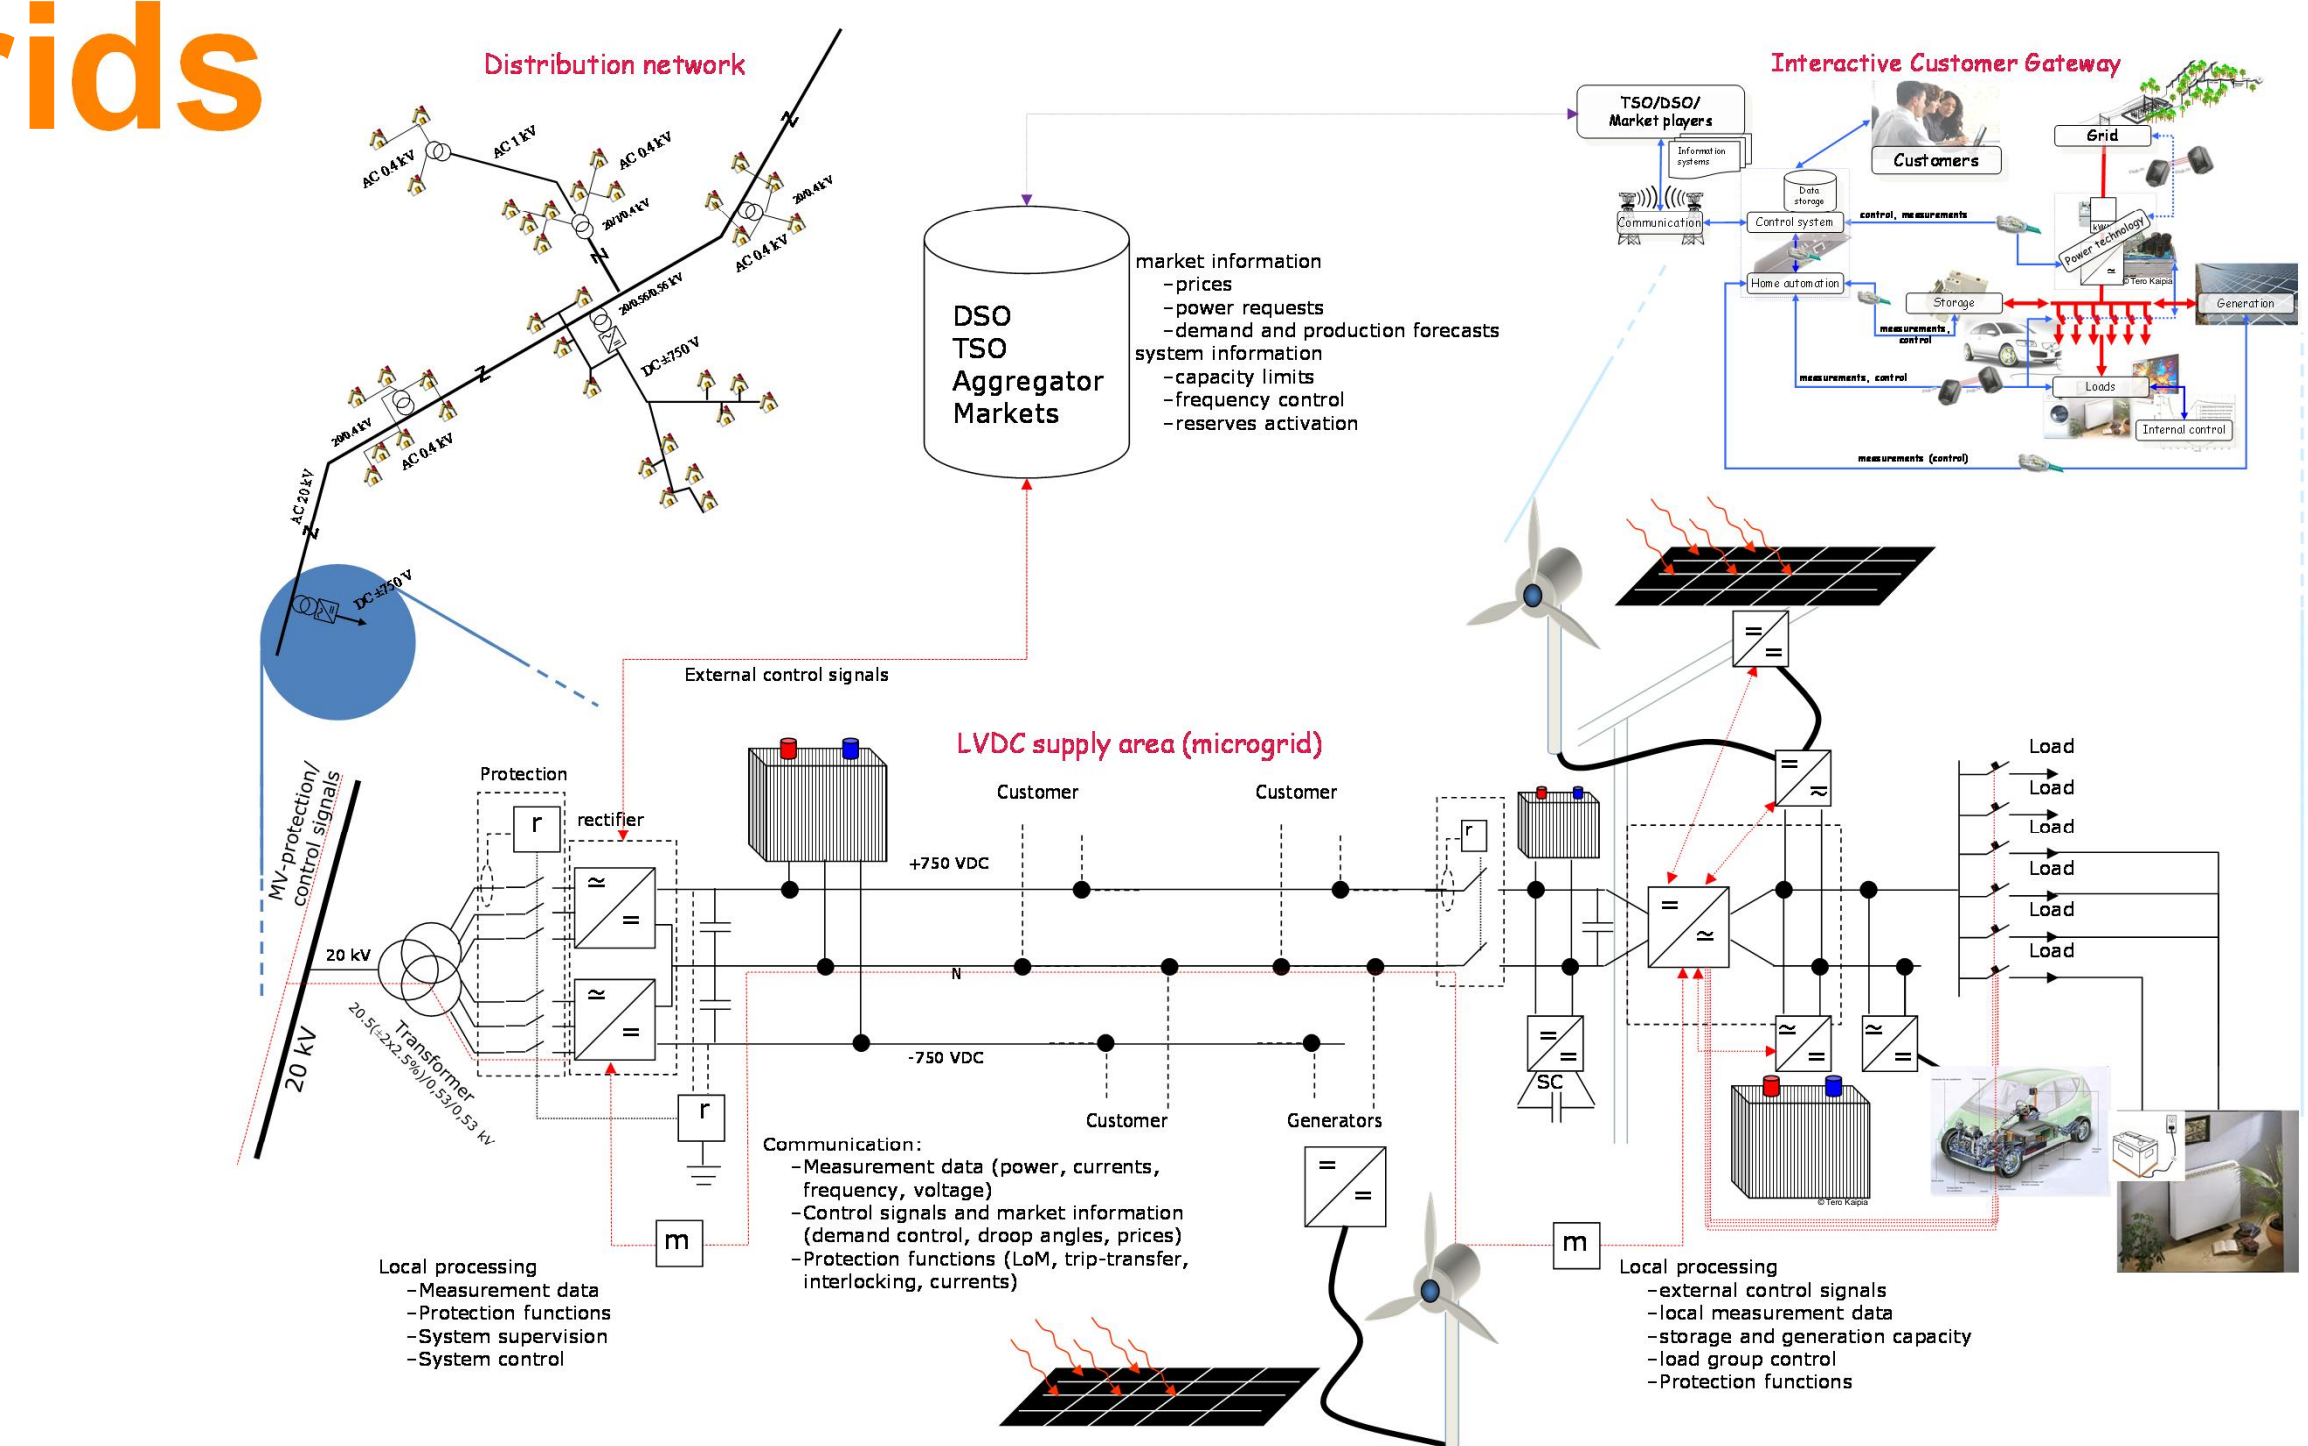 rids
Distribution network
AC 0.4 kV
AC 1 kV
AC 0.4 kV
20/1/0.4 kV
20/0.4 kV
AC 0.4 kV
20/0.56/0.56 kV
DC ±750 V
20/0.4 kV
AC 0.4 kV
AC 20 kV
DC ±750 V
DSO
TSO
Aggregator
Markets
market information
–prices
–power requests
–demand and production forecasts
system information
–capacity limits
–frequency control
–reserves activation
Interactive Customer Gateway
TSO/DSO/
Market players
Information
systems
Customers
Grid
Data
storage
Communication
Control system
control, measurements
Power technology
© Tero Kaipia
Home automation
Storage
Generation
measurements,
control
measurements, control
Loads
Internal control
measurements (control)
External control signals
LVDC supply area (microgrid)
MV-protection/
control signals
Protection
r
rectifier
20 kV
20 kV
Transformer
20.5(±2x2.5%)/0,53/0,53 kV
≃
=
≃
=
r
+750 VDC
N
-750 VDC
Customer
Customer
Customer
Generators
r
=
=
SC
=
=
=
≃
=
≃
≃
=
≃
=
Load
Load
Load
Load
Load
Load
© Tero Kaipia
Communication:
–Measurement data (power, currents,
frequency, voltage)
–Control signals and market information
(demand control, droop angles, prices)
–Protection functions (LoM, trip-transfer,
interlocking, currents)
=
=
m
m
Local processing
–Measurement data
–Protection functions
–System supervision
–System control
Local processing
–external control signals
–local measurement data
–storage and generation capacity
–load group control
–Protection functions